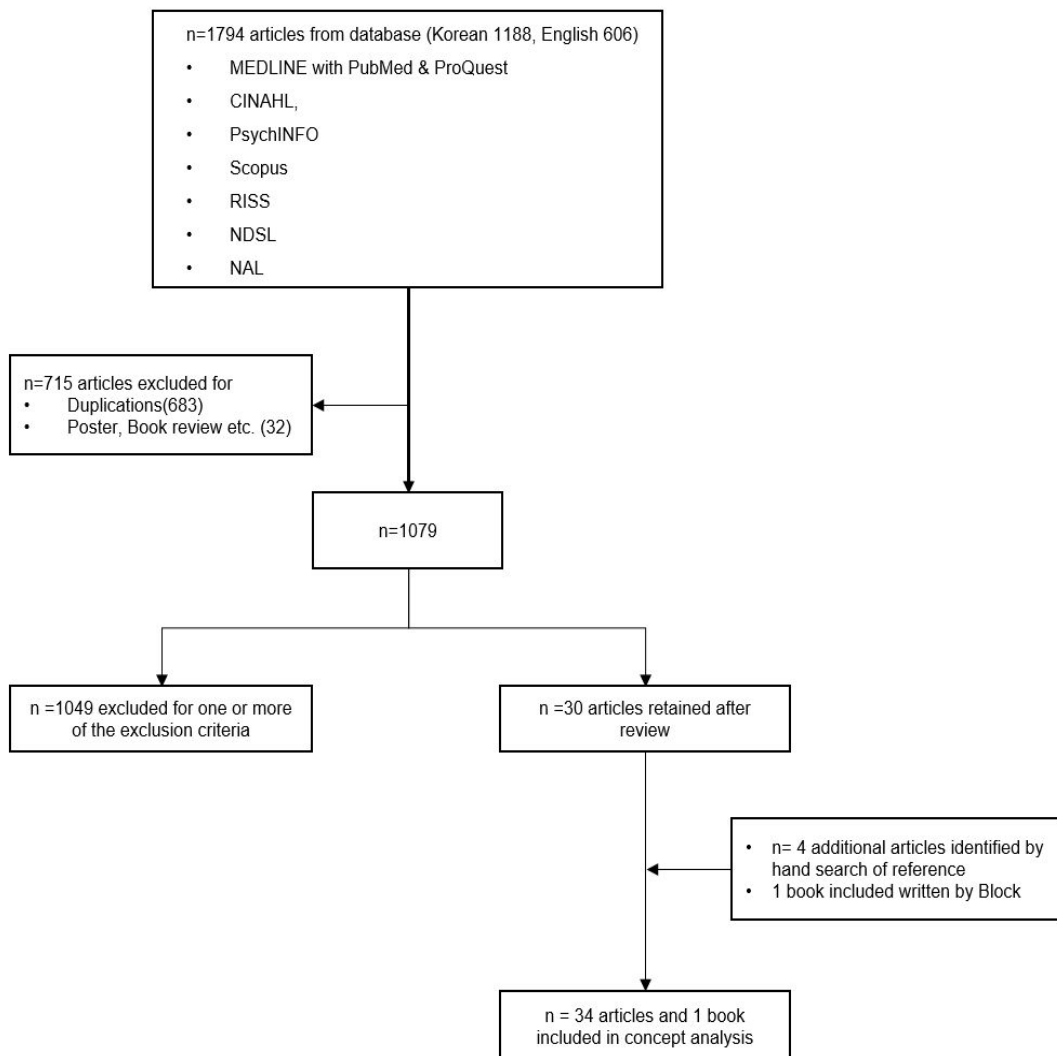 n=1794 articles from database (Korean 1188, English 606)
• MEDLINE with PubMed & ProQuest
• CINAHL,
• PsychINFO
• Scopus
• RISS
• NDSL
• NAL
n=715 articles excluded for
• Duplications(683)
• Poster, Book review etc. (32)
n=1079
n =1049 excluded for one or more
of the exclusion criteria
n =30 articles retained after
review
• n= 4 additional articles identified by
hand search of reference
• 1 book included written by Block
n = 34 articles and 1 book
included in concept analysis